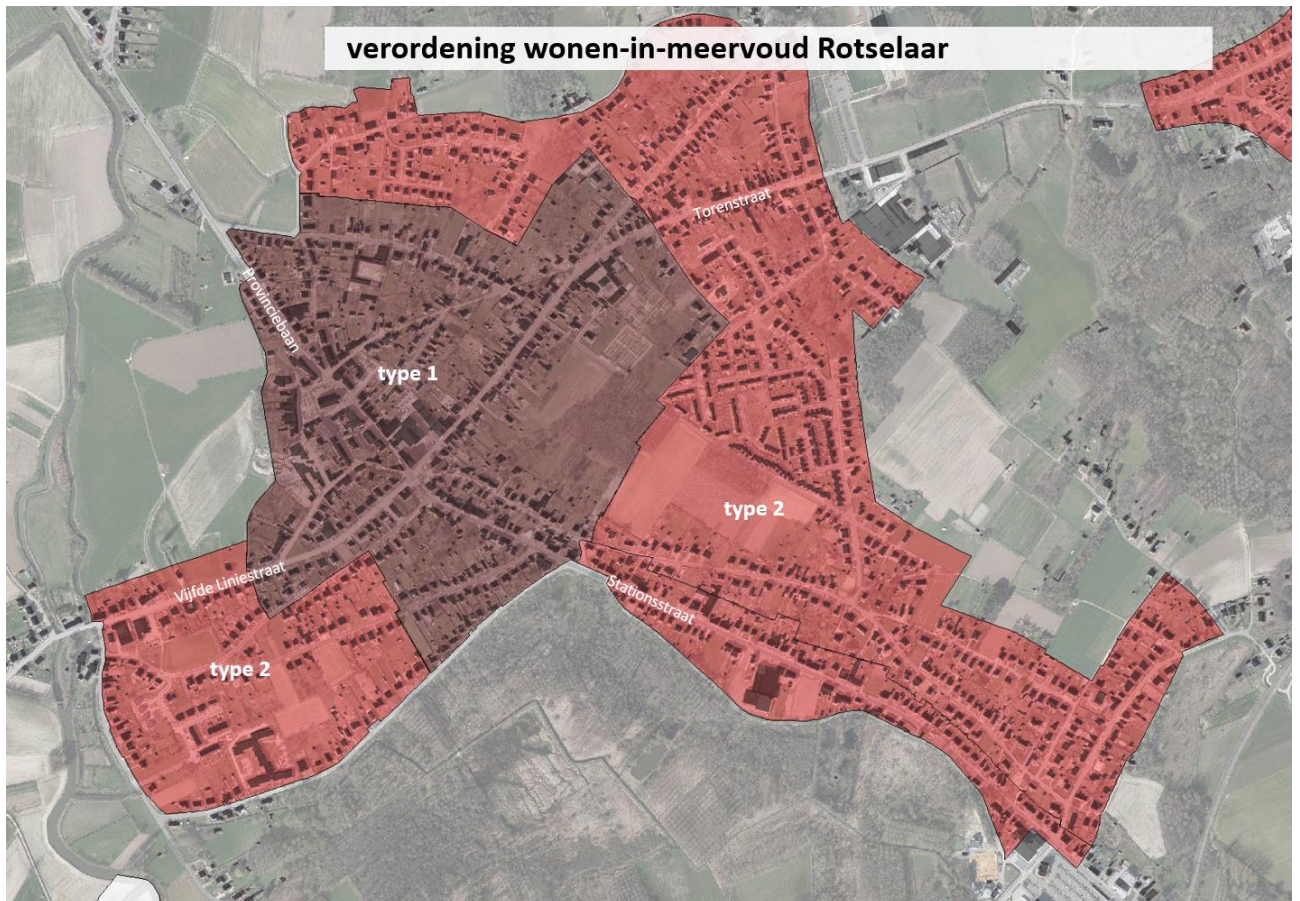 verordening wonen-in-meervoud Rotselaar
Torenstraat
Provinciebaan
type 1
type 2
Vijfde Liniestraat
Stationsstraat
type 2